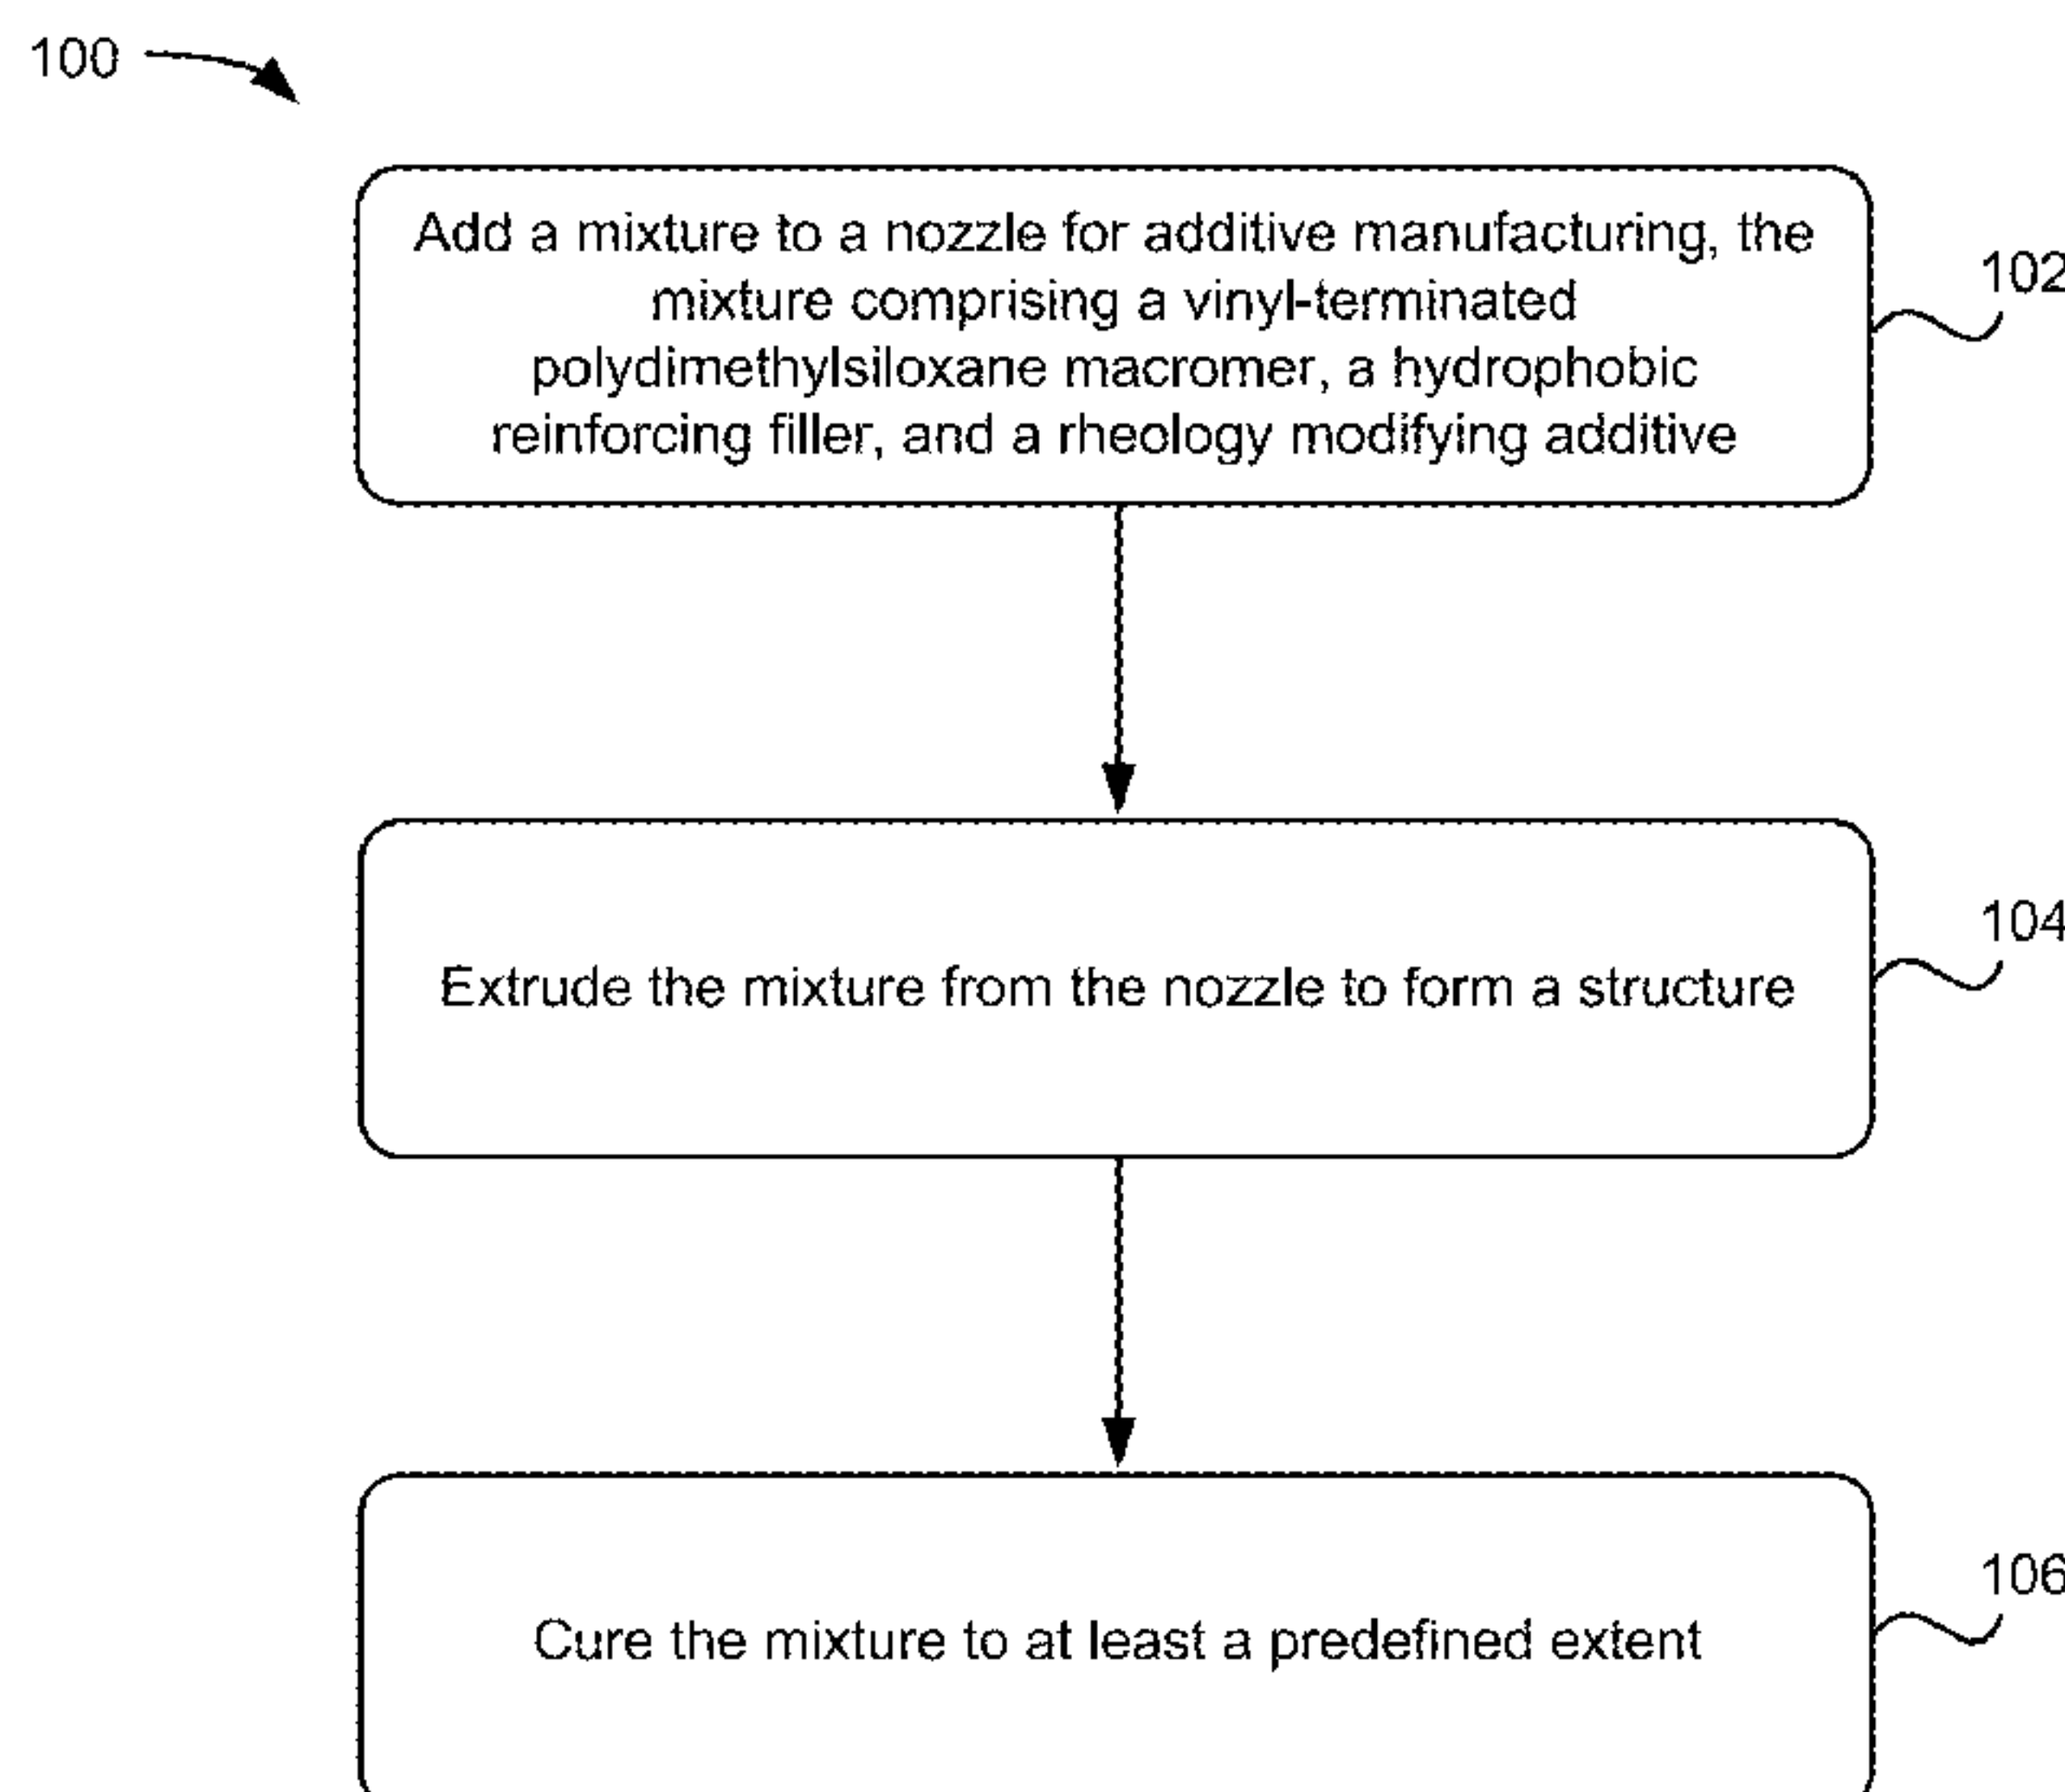 100
Add a mixture to a nozzle for additive manufacturing, the
mixture comprising a vinyl-terminated
polydimethylsiloxane macromer, a hydrophobic
reinforcing filler, and a rheology modifying additive
102
Extrude the mixture from the nozzle to form a structure
104
Cure the mixture to at least a predefined extent
106